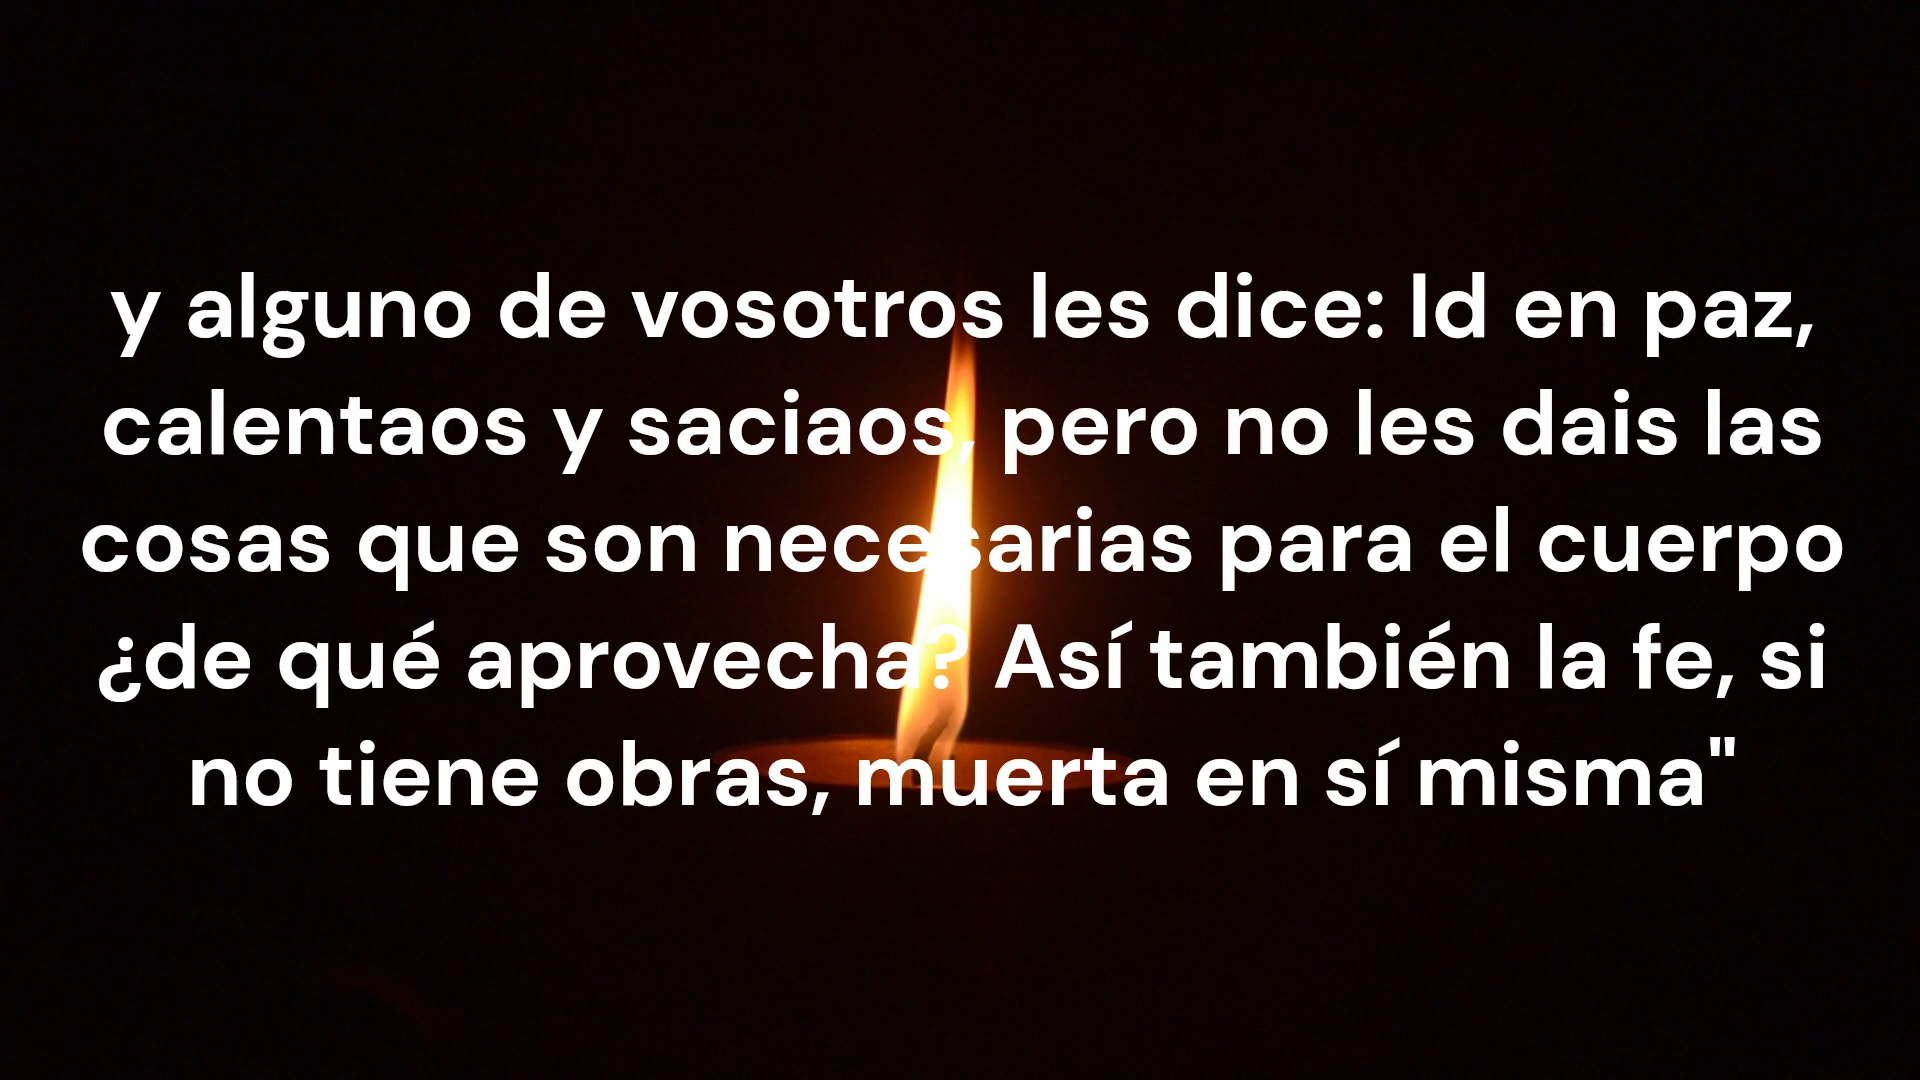 y alguno de vosotros les dice: Id en paz,
calentaos y saciaos, pero no les dais las
cosas que son necesarias para el cuerpo
¿de qué aprovecha? Así también la fe, si
no tiene obras, muerta en sí misma"